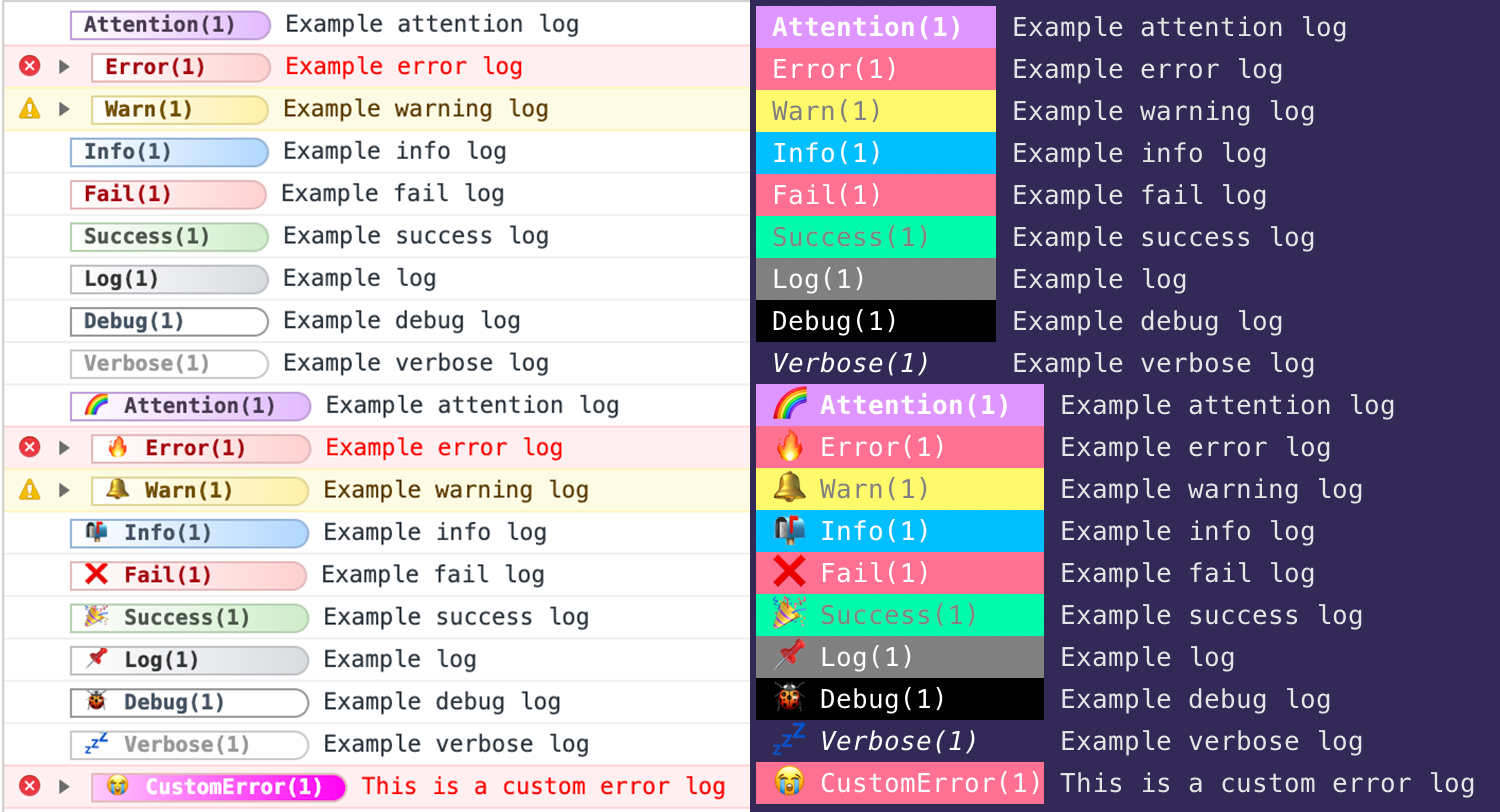 Attention(1) Example attention log
Error(1) Example error log
Warn(1) Example warning log
Info(1) Example info log
Fail(1) Example fail log
Success(1) Example success log
Log(1) Example log
Debug(1) Example debug log
Verbose(1) Example verbose log
🌈 Attention(1) Example attention log
🔥 Error(1) Example error log
🔔 Warn(1) Example warning log
📬 Info(1) Example info log
❌ Fail(1) Example fail log
🎉 Success(1) Example success log
📌 Log(1) Example log
🐞 Debug(1) Example debug log
💤 Verbose(1) Example verbose log
😭 CustomError(1) This is a custom error log
Attention(1) Example attention log
Error(1) Example error log
Warn(1) Example warning log
Info(1) Example info log
Fail(1) Example fail log
Success(1) Example success log
Log(1) Example log
Debug(1) Example debug log
Verbose(1) Example verbose log
🌈 Attention(1) Example attention log
🔥 Error(1) Example error log
🔔 Warn(1) Example warning log
📬 Info(1) Example info log
❌ Fail(1) Example fail log
🎉 Success(1) Example success log
📌 Log(1) Example log
🐞 Debug(1) Example debug log
💤 Verbose(1) Example verbose log
😭 CustomError(1) This is a custom error log